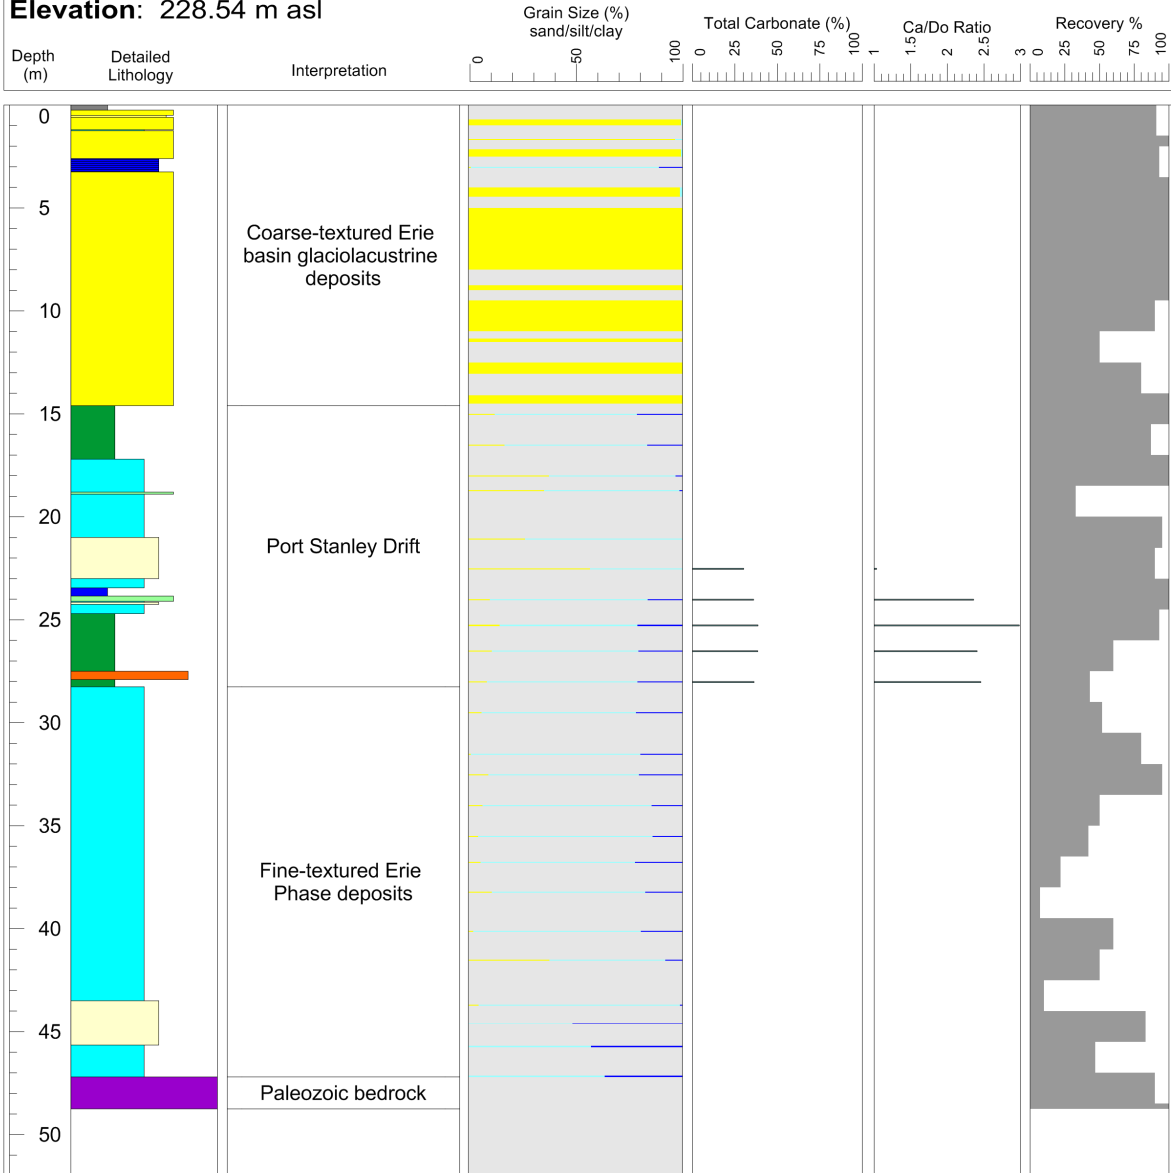 Elevation: 228.54 m asl
Depth
(m)
Detailed
Lithology
Interpretation
Grain Size (%)
sand/silt/clay
0
50
100
Total Carbonate (%)
0
25
50
75
100
Ca/Do Ratio
1
1.5
2
2.5
3
Recovery %
0
25
50
75
100
0
5
10
15
20
25
30
35
40
45
50
Coarse-textured Erie
basin glaciolacustrine
deposits
Port Stanley Drift
Fine-textured Erie
Phase deposits
Paleozoic bedrock